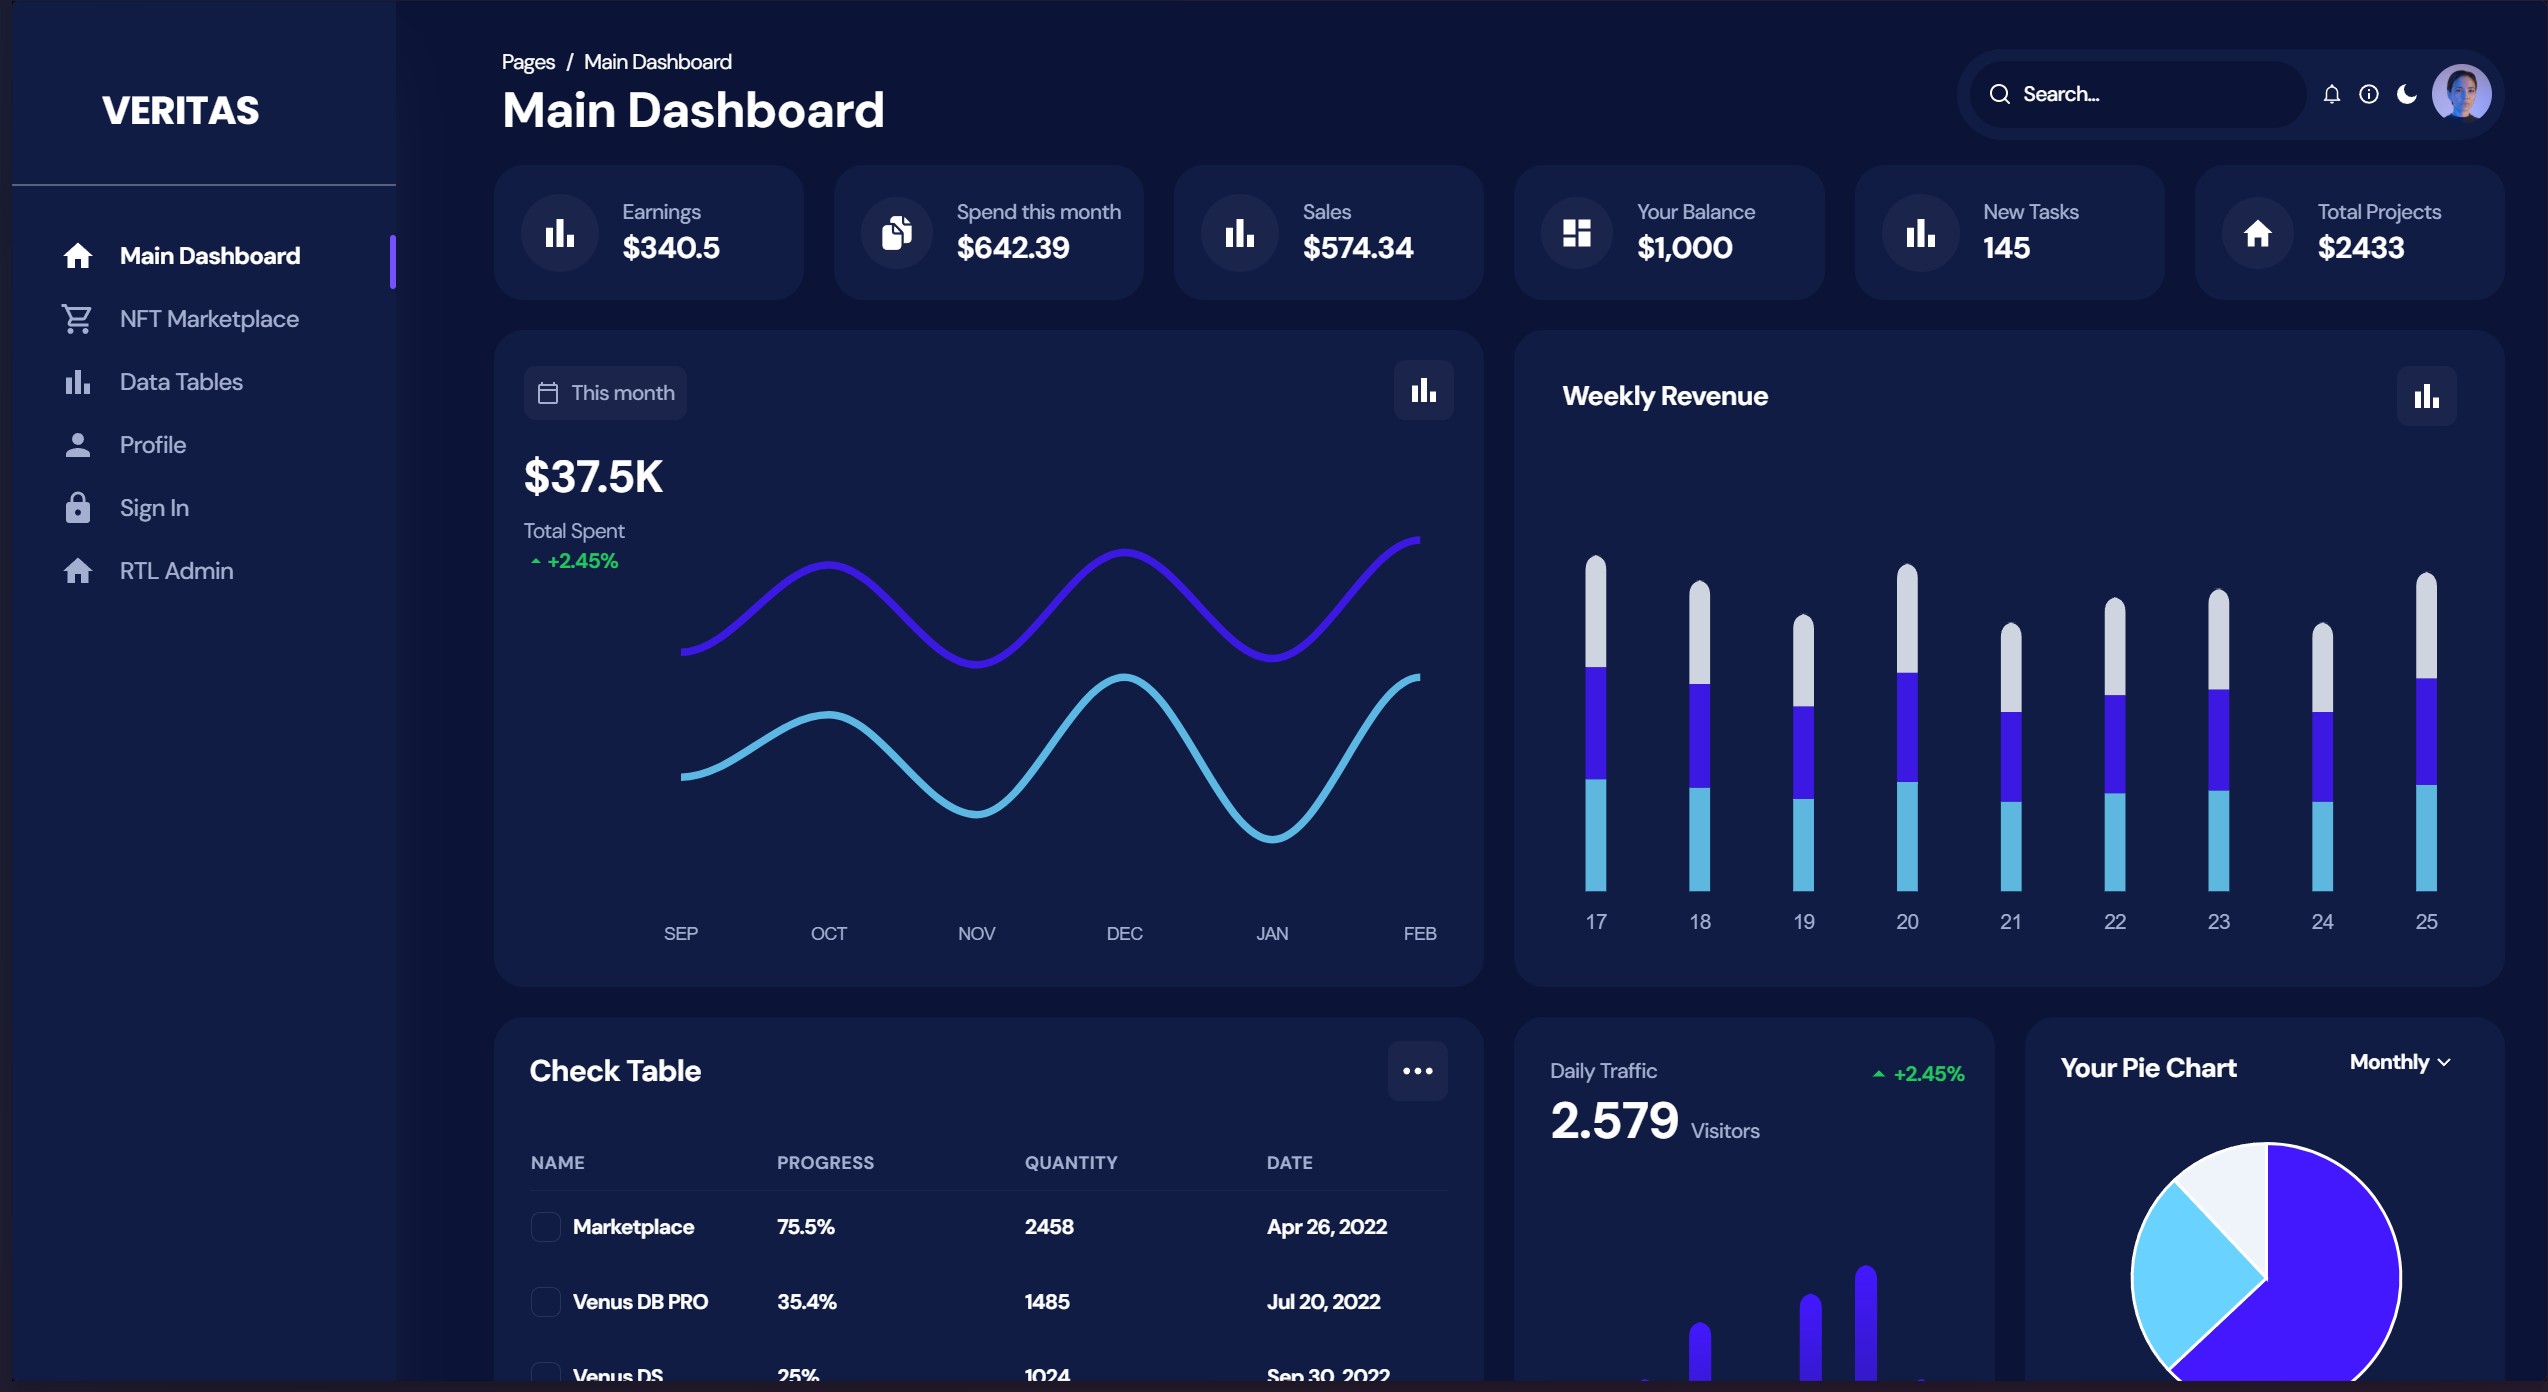 VERITAS
Main Dashboard
NFT Marketplace
Data Tables
Profile
Sign In
RTL Admin
Pages / Main Dashboard
Main Dashboard
Search...
Earnings
$340.5
Spend this month
$642.39
Sales
$574.34
Your Balance
$1,000
New Tasks
145
Total Projects
$2433
This month
$37.5K
Total Spent
+2.45%
SEP OCT NOV DEC JAN FEB
Weekly Revenue
17 18 19 20 21 22 23 24 25
Check Table
NAME PROGRESS QUANTITY DATE
Marketplace 75.5% 2458 Apr 26, 2022
Venus DB PRO 35.4% 1485 Jul 20, 2022
Venus DS 25% 1024 Sep 30, 2022
Daily Traffic
+2.45%
2.579 Visitors
Your Pie Chart
Monthly